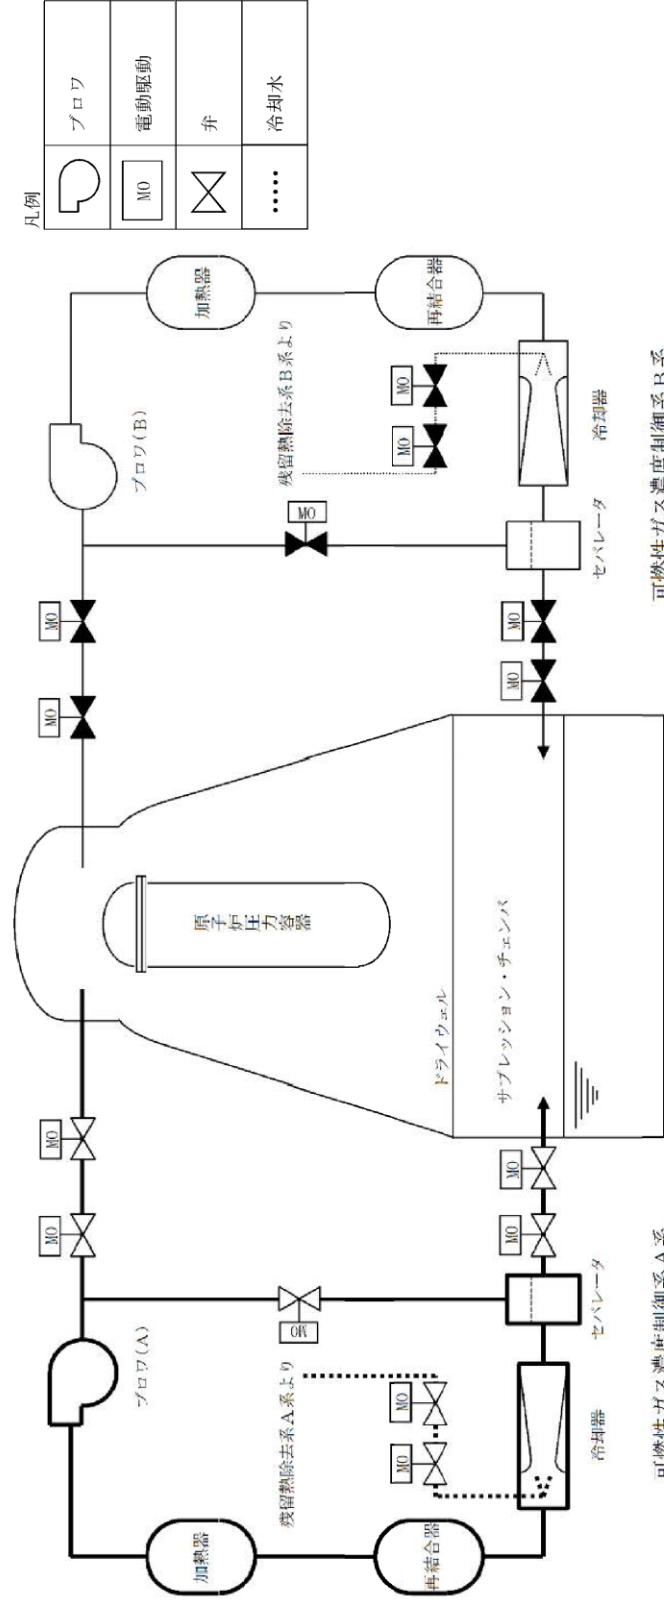 凡例
ブロワ
MO
電動駆動
弁
冷却水
加熱器
再結合器
ブロワ(B)
残留熱除去系B系より
MO
MO
冷却器
MO
セパレータ
MO
MO
MO
MO
可燃性ガス濃度制御系B系
原子炉圧力容器
ドライウェル
サプレッション・チェンバ
MO
MO
MO
MO
MO
セパレータ
ブロワ(A)
残留熱除去系A系より
MO
MO
冷却器
加熱器
再結合器
可燃性ガス濃度制御系A系